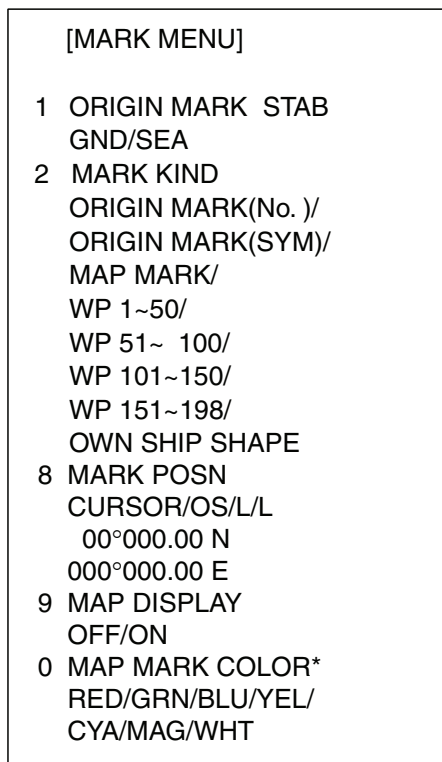 [MARK MENU]
1 ORIGIN MARK STAB
GND/SEA
2 MARK KIND
ORIGIN MARK(No. )/
ORIGIN MARK(SYM)/
MAP MARK/
WP 1~50/
WP 51~ 100/
WP 101~150/
WP 151~198/
OWN SHIP SHAPE
8 MARK POSN
CURSOR/OS/L/L
00°000.00 N
000°000.00 E
9 MAP DISPLAY
OFF/ON
0 MAP MARK COLOR*
RED/GRN/BLU/YEL/
CYA/MAG/WHT